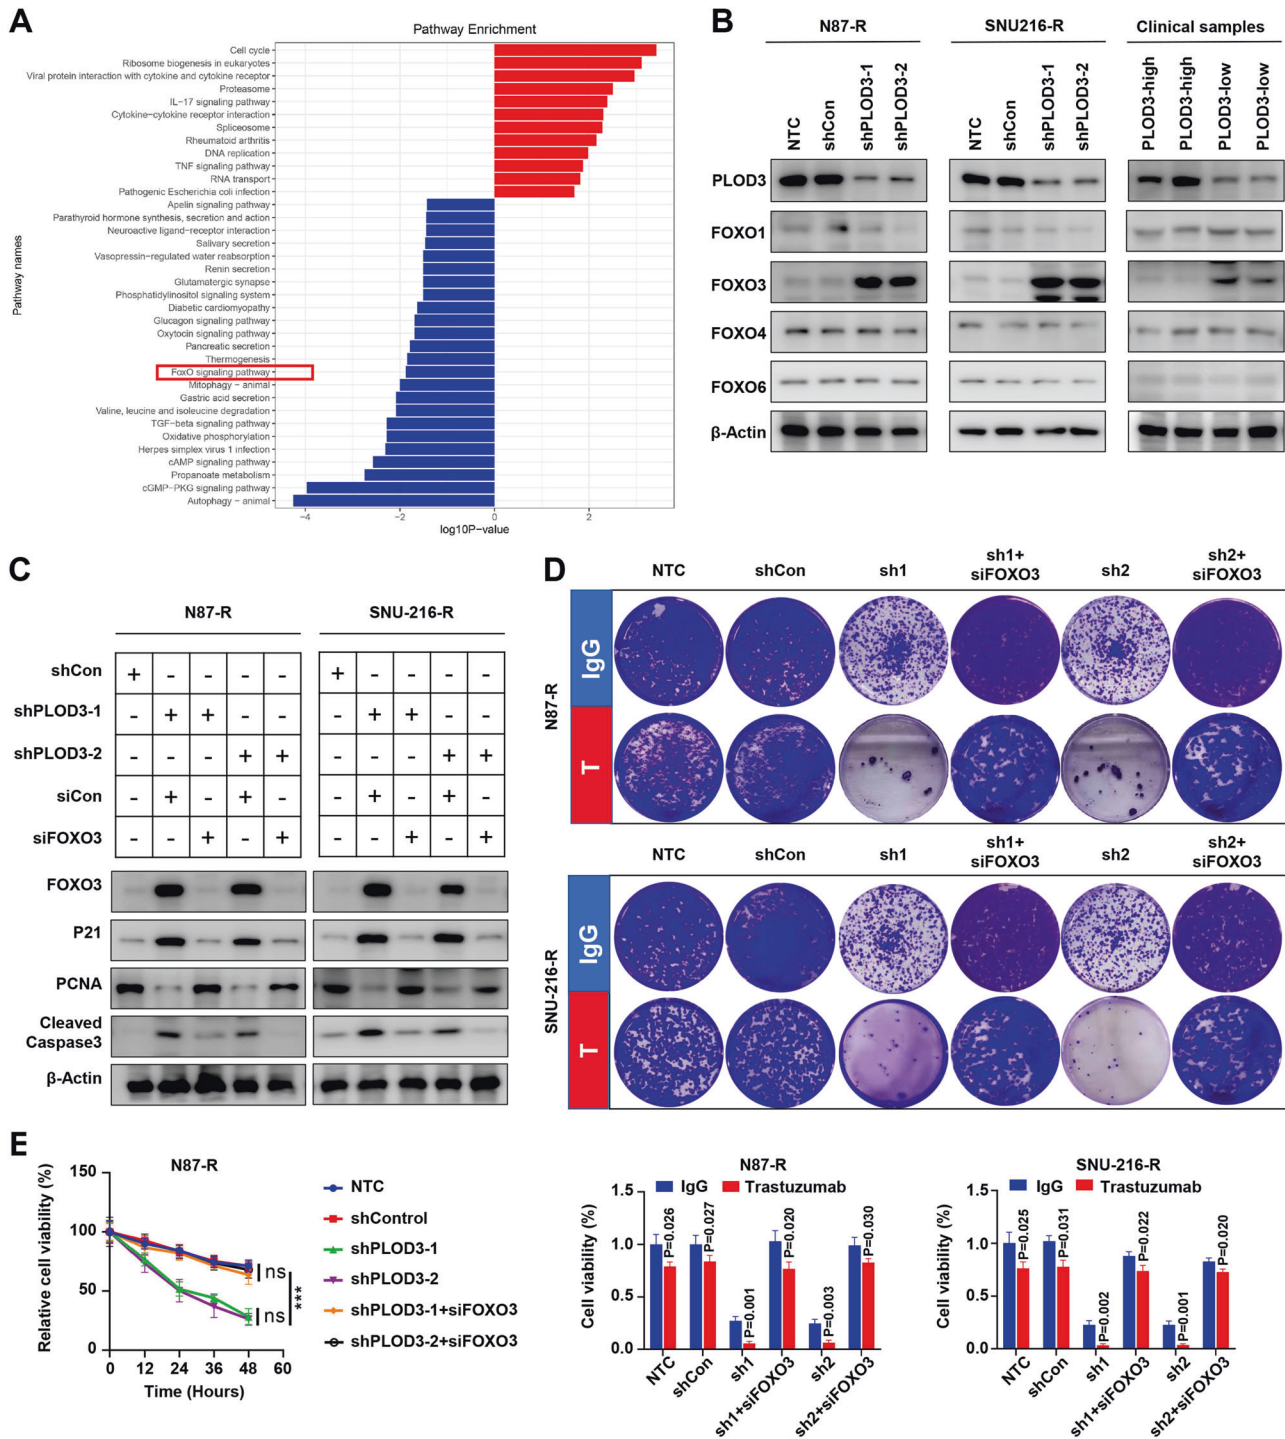 A
Pathway Enrichment
Pathway names
Cell cycle
Ribosome biogenesis in eukaryotes
Viral protein interaction with cytokine and cytokine receptor
Proteasome
IL-17 signaling pathway
Cytokine-cytokine receptor interaction
Spliceosome
Rheumatoid arthritis
DNA replication
TNF signaling pathway
RNA transport
Pathogenic Escherichia coli infection
Apelin signaling pathway
Parathyroid hormone synthesis, secretion and action
Neuroactive ligand-receptor interaction
Salivary secretion
Vasopressin-regulated water reabsorption
Renin secretion
Glutamatergic synapse
Phosphatidylinositol signaling system
Diabetic cardiomyopathy
Glucagon signaling pathway
Oxytocin signaling pathway
Pancreatic secretion
Thermogenesis
FoxO signaling pathway
Mitophagy - animal
Gastric acid secretion
Valine, leucine and isoleucine degradation
TGF-beta signaling pathway
Oxidative phosphorylation
Herpes simplex virus 1 infection
cAMP signaling pathway
Propanoate metabolism
cGMP-PKG signaling pathway
Autophagy - animal
-4 -2 0 2
log10P-value
B
N87-R SNU216-R Clinical samples
NTC shCon shPLOD3-1 shPLOD3-2 NTC shCon shPLOD3-1 shPLOD3-2 PLOD3-high PLOD3-high PLOD3-low PLOD3-low
PLOD3
FOXO1
FOXO3
FOXO4
FOXO6
β-Actin
C
N87-R SNU-216-R
shCon + - - - - + - - - -
shPLOD3-1 - + + - - - + + - -
shPLOD3-2 - - - + + - - - + +
siCon - + - + - - + - + -
siFOXO3 - - + - + - - + - +
FOXO3
P21
PCNA
Cleaved
Caspase3
β-Actin
D
NTC shCon sh1 sh1+ siFOXO3 sh2 sh2+ siFOXO3
N87-R
IgG
T
NTC shCon sh1 sh1+ siFOXO3 sh2 sh2+ siFOXO3
SNU-216-R
IgG
T
E
N87-R
Relative cell viability (%)
150
100
50
0
0 12 24 36 48 60
Time (Hours)
ns
ns
***
NTC
shControl
shPLOD3-1
shPLOD3-2
shPLOD3-1+siFOXO3
shPLOD3-2+siFOXO3
N87-R
IgG Trastuzumab
Cell viability (%)
1.5
1.0
0.5
0.0
P=0.026 P=0.027 P=0.001 P=0.020 P=0.003 P=0.030
NTC shCon sh1 sh1+siFOXO3 sh2 sh2+siFOXO3
SNU-216-R
IgG Trastuzumab
Cell viability (%)
1.5
1.0
0.5
0.0
P=0.025 P=0.031 P=0.002 P=0.022 P=0.001 P=0.020
NTC shCon sh1 sh1+siFOXO3 sh2 sh2+siFOXO3